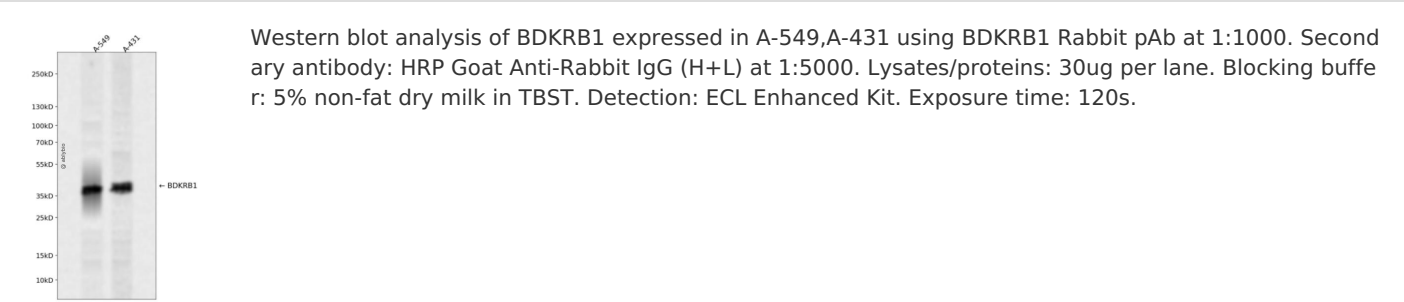 A-549 A-431
250kD
130kD
100kD
70kD
55kD
35kD
25kD
15kD
10kD
← BDKRB1
Western blot analysis of BDKRB1 expressed in A-549,A-431 using BDKRB1 Rabbit pAb at 1:1000. Second
ary antibody: HRP Goat Anti-Rabbit IgG (H+L) at 1:5000. Lysates/proteins: 30ug per lane. Blocking buffe
r: 5% non-fat dry milk in TBST. Detection: ECL Enhanced Kit. Exposure time: 120s.